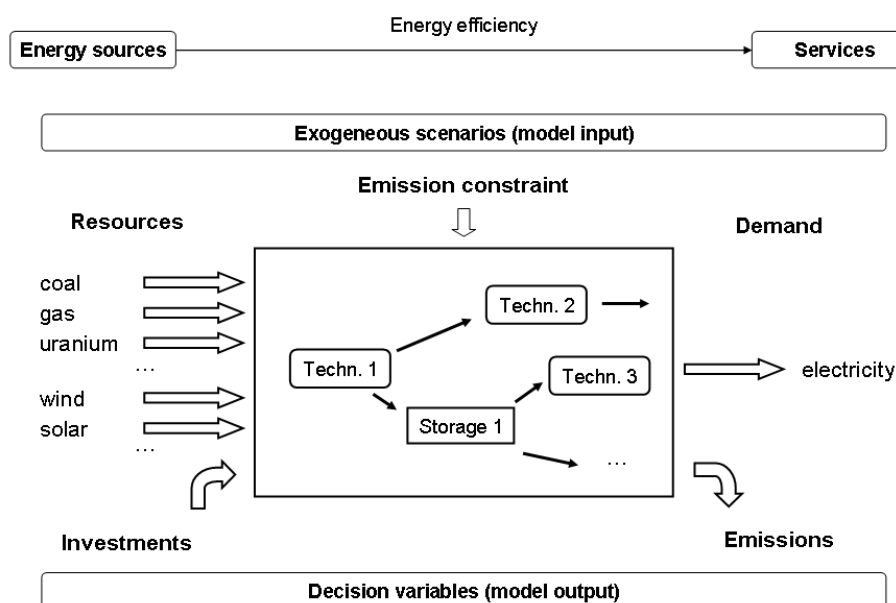 Energy efficiency
Energy sources
Services
Exogeneous scenarios (model input)
Emission constraint
Resources
Demand
coal
gas
uranium
...
wind
solar
...
Techn. 1
Techn. 2
Techn. 3
Storage 1
...
electricity
Investments
Emissions
Decision variables (model output)